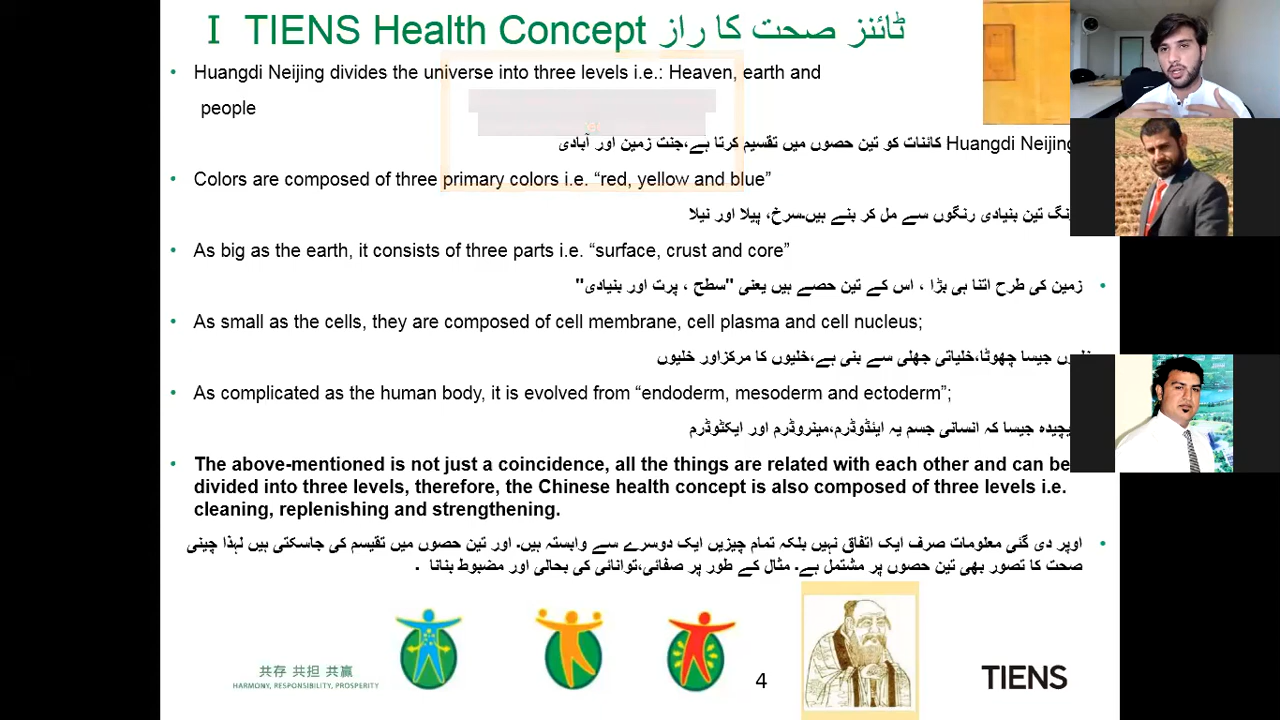 I TIENS Health Concept ٹائنز صحت کا راز
• Huangdi Neijing divides the universe into three levels i.e.: Heaven, earth and
people
Huangdi Neijing کائنات کو تین حصوں میں تقسیم کرتا ہے،جنت زمین اور آبادی
• Colors are composed of three primary colors i.e. “red, yellow and blue”
تین بنیادی رنگوں سے مل کر بنے ہیں۔سرخ، پیلا اور نیلا
• As big as the earth, it consists of three parts i.e. “surface, crust and core”
• زمین کی طرح اتنا ہی بڑا ، اس کے تین حصے ہیں یعنی "سطح ، پرت اور بنیادی"
• As small as the cells, they are composed of cell membrane, cell plasma and cell nucleus;
جیسا چھوٹا،خلیاتی جھلی سے بنی ہے،خلیوں کا مرکزاور خلیوں
• As complicated as the human body, it is evolved from “endoderm, mesoderm and ectoderm”;
جیسا کہ انسانی جسم یہ اینڈوڈرم،مینروڈرم اور ایکٹوڈرم
• The above-mentioned is not just a coincidence, all the things are related with each other and can be
divided into three levels, therefore, the Chinese health concept is also composed of three levels i.e.
cleaning, replenishing and strengthening.
• اوپر دی گئی معلومات صرف ایک اتفاق نہیں بلکہ تمام چیزیں ایک دوسرے سے وابستہ ہیں۔ اور تین حصوں میں تقیسم کی جاسکتی ہیں لہذا چینی
صحت کا تصور بھی تین حصوں پر مشتمل ہے۔ مثال کے طور پر صفائی،توانائی کی بحالی اور مضبوط بنانا .
共存 共担 共赢
HARMONY, RESPONSIBILITY, PROSPERITY
4
TIENS